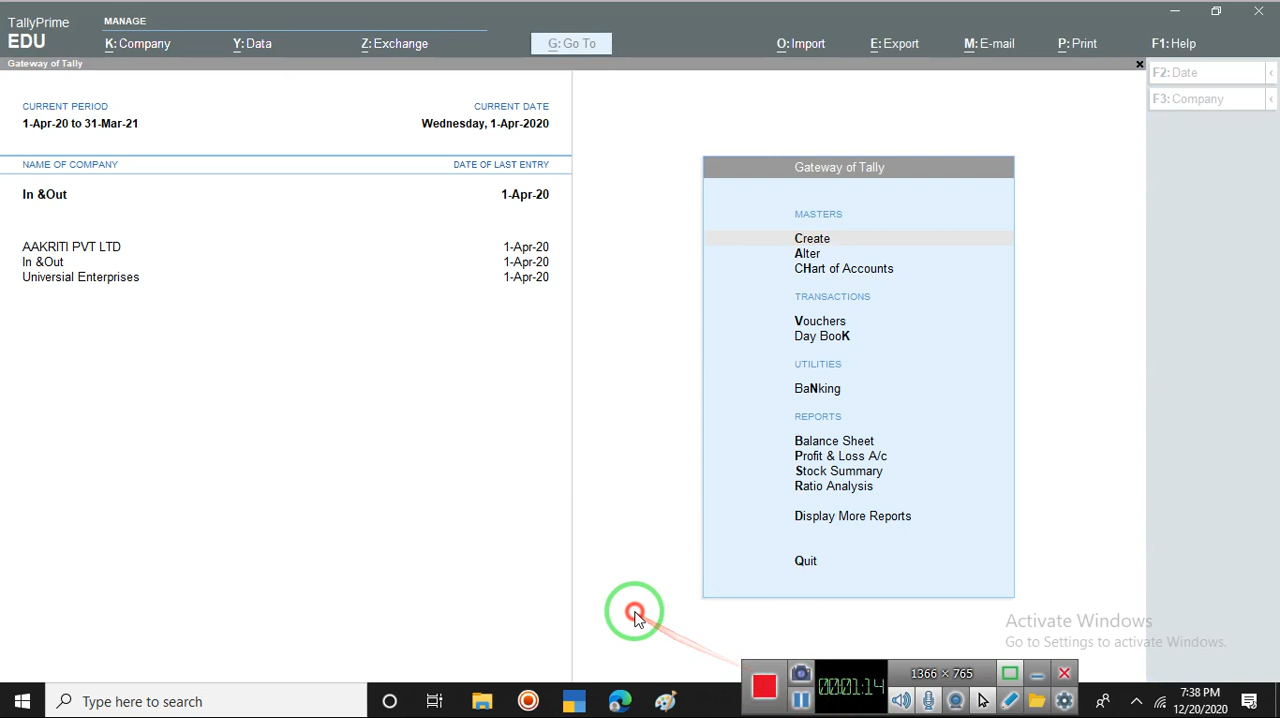 TallyPrime
EDU
MANAGE
K: Company
Y: Data
Z: Exchange
G: Go To
O: Import
E: Export
M: E-mail
P: Print
F1: Help
Gateway of Tally
F2: Date
F3: Company
CURRENT PERIOD
CURRENT DATE
1-Apr-20 to 31-Mar-21
Wednesday, 1-Apr-2020
NAME OF COMPANY
DATE OF LAST ENTRY
In &Out
1-Apr-20
AAKRITI PVT LTD
1-Apr-20
In &Out
1-Apr-20
Universial Enterprises
1-Apr-20
Gateway of Tally
MASTERS
Create
Alter
CHart of Accounts
TRANSACTIONS
Vouchers
Day BooK
UTILITIES
BaNking
REPORTS
Balance Sheet
Profit & Loss A/c
Stock Summary
Ratio Analysis
Display More Reports
Quit
Activate Windows
Go to Settings to activate Windows.
0001:14
1366 × 765
Type here to search
7:38 PM
12/20/2020